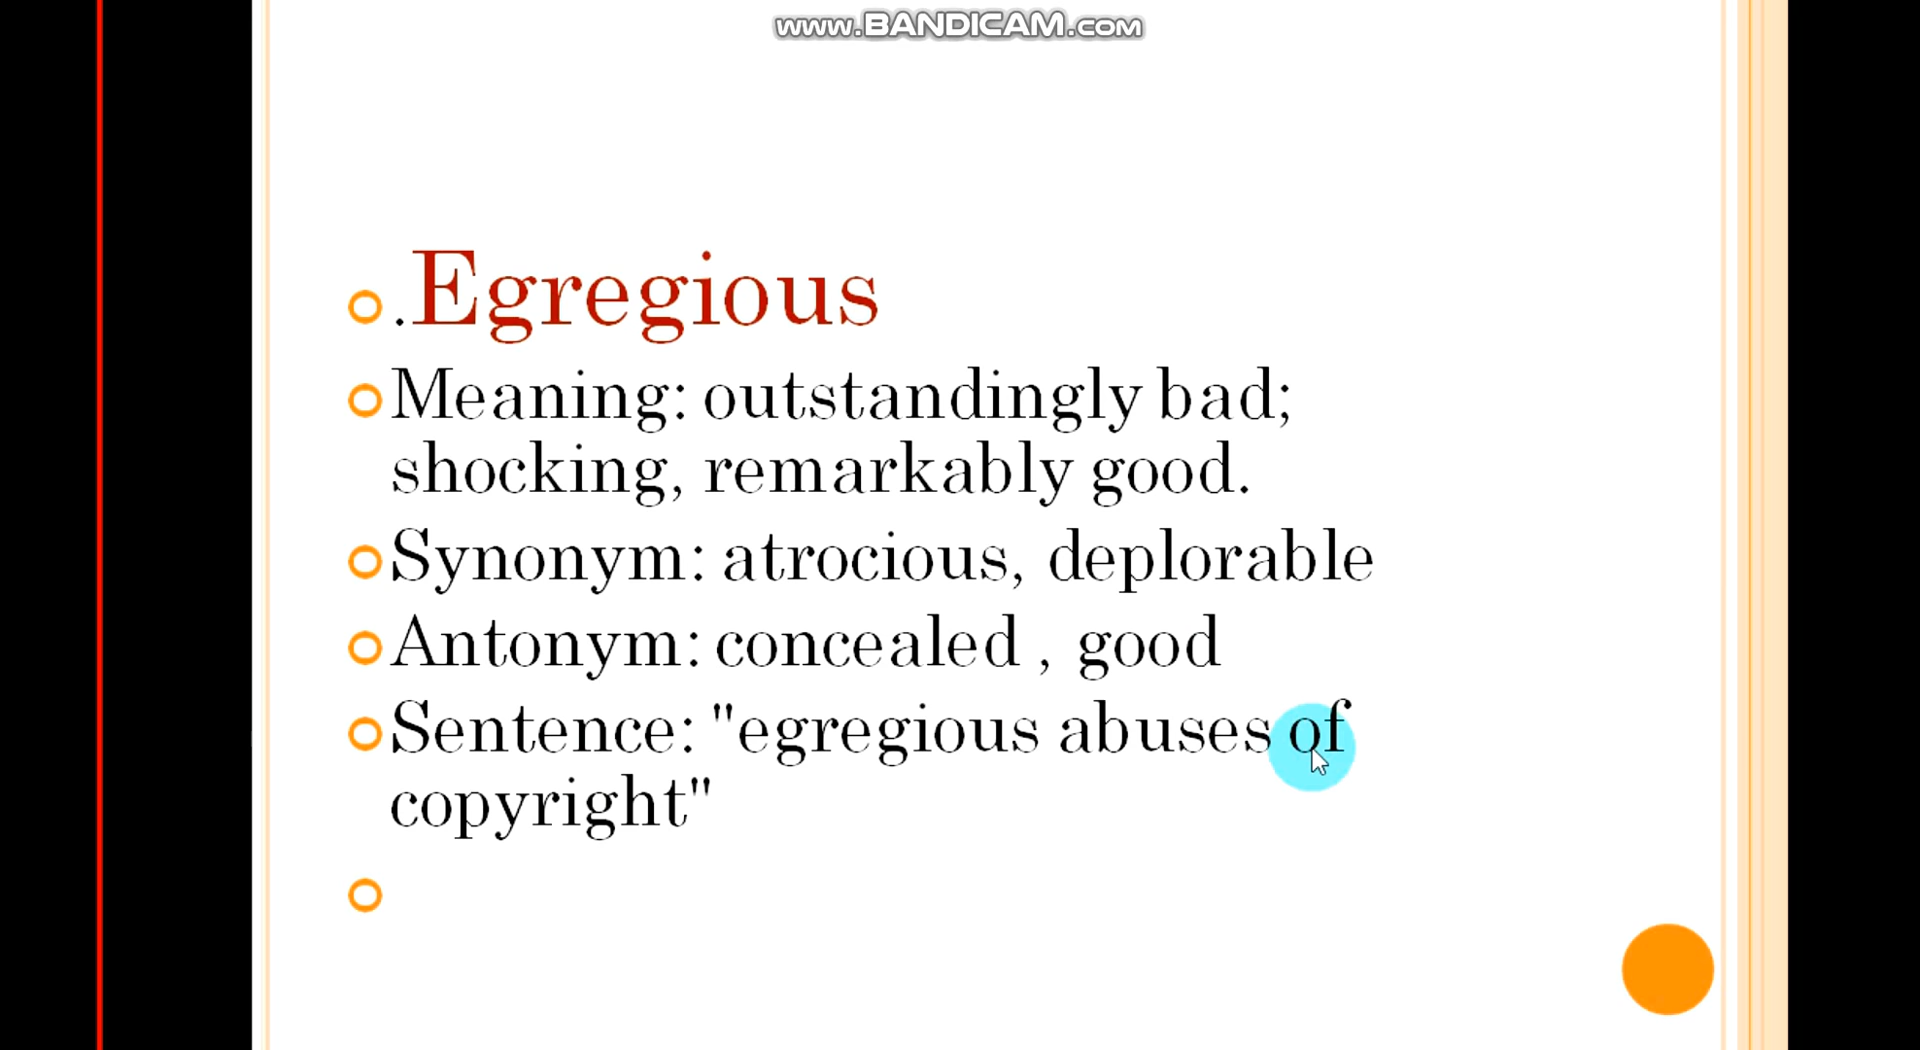 www.BANDICAM.com
.Egregious
Meaning: outstandingly bad;
shocking, remarkably good.
Synonym: atrocious, deplorable
Antonym: concealed , good
Sentence: "egregious abuses of
copyright"